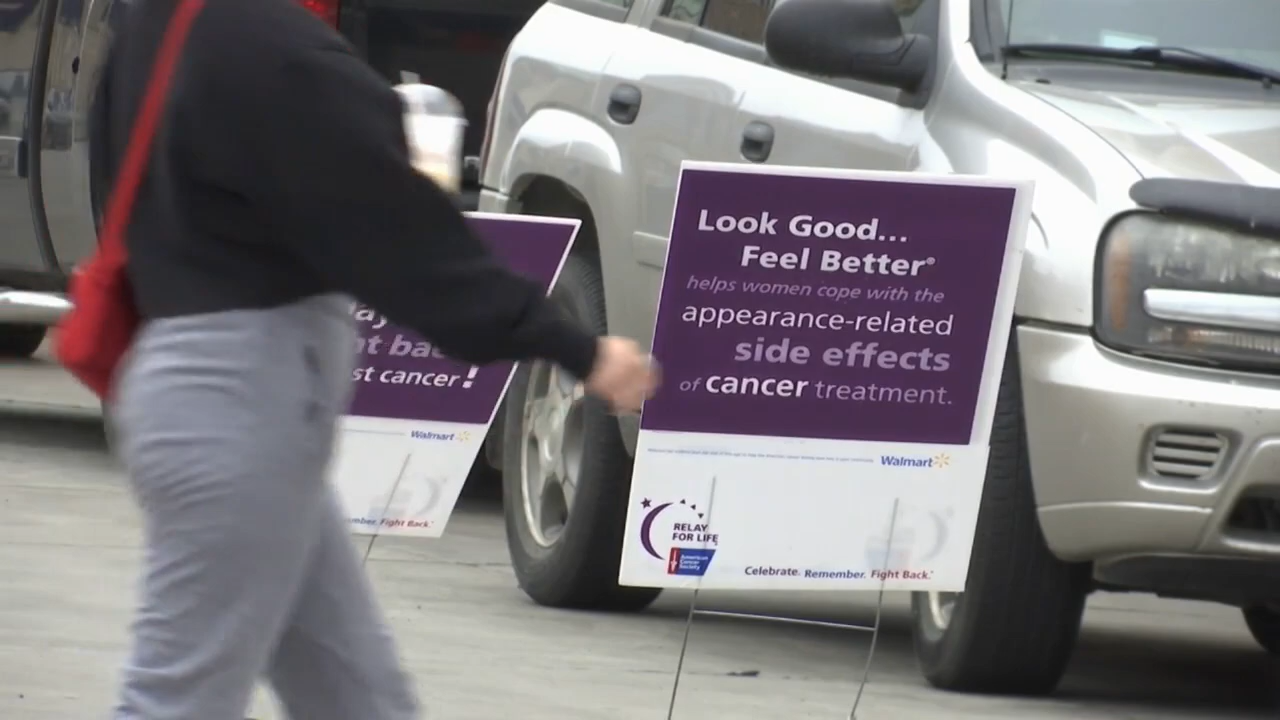 Look Good...
Feel Better®
helps women cope with the
appearance-related
side effects
of cancer treatment.
Walmart
RELAY
FOR LIFE
American
Cancer
Society
Celebrate. Remember. Fight Back.
st cancer!
Walmart
Fight Back.